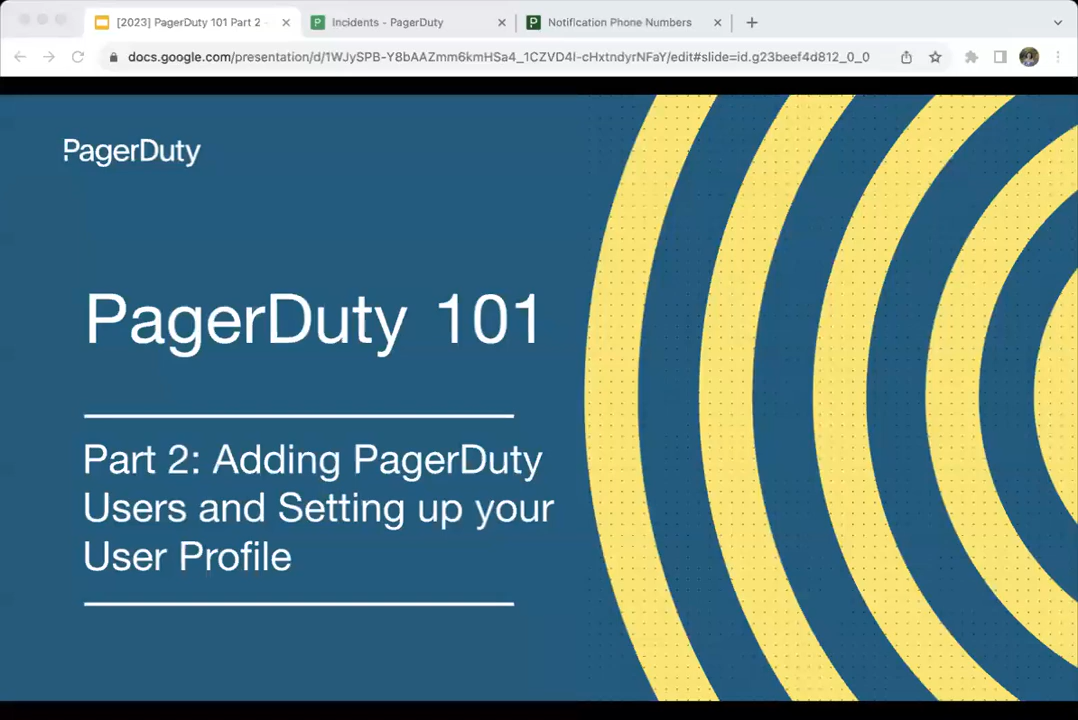 [2023] PagerDuty 101 Part 2 -
Incidents - PagerDuty
Notification Phone Numbers
docs.google.com/presentation/d/1WJySPB-Y8bAAZmm6kmHSa4_1CZVD4I-cHxtndyrNFaY/edit#slide=id.g23beef4d812_0_0
PagerDuty
PagerDuty 101
Part 2: Adding PagerDuty
Users and Setting up your
User Profile